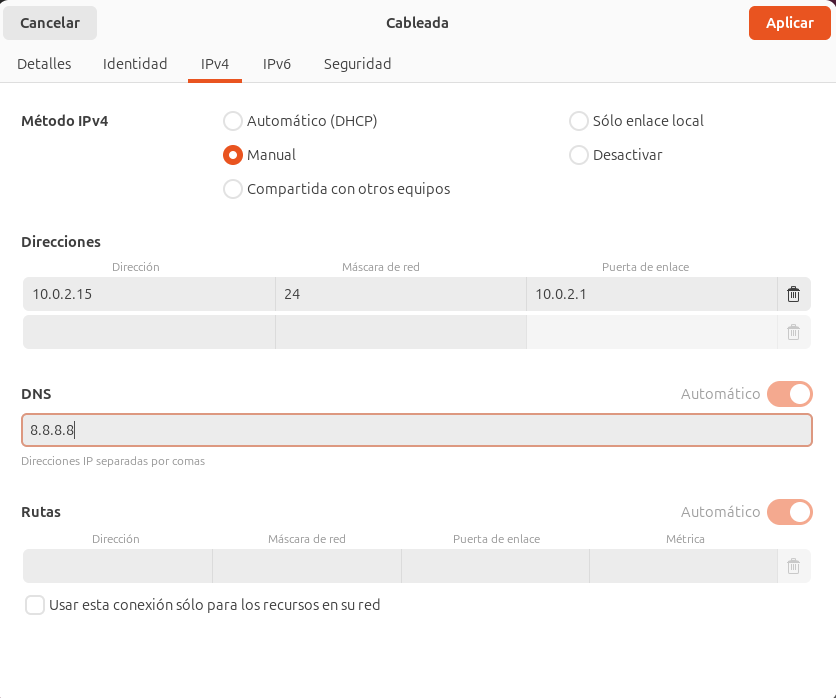 Cancelar Cableada Aplicar
Detalles Identidad IPv4 IPv6 Seguridad
Método IPv4 Automático (DHCP) Sólo enlace local
Manual Desactivar
Compartida con otros equipos
Direcciones
Dirección Máscara de red Puerta de enlace
10.0.2.15 24 10.0.2.1
DNS Automático
8.8.8.8
Direcciones IP separadas por comas
Rutas Automático
Dirección Máscara de red Puerta de enlace Métrica
Usar esta conexión sólo para los recursos en su red